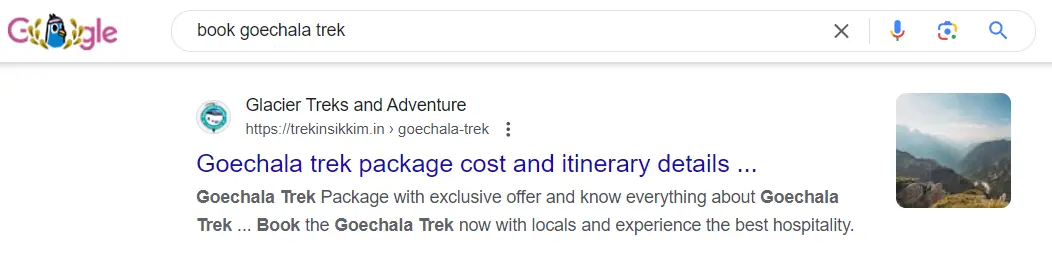 Google
book goechala trek
Glacier Treks and Adventure
https://trekinsikkim.in › goechala-trek
Goechala trek package cost and itinerary details ...
Goechala Trek Package with exclusive offer and know everything about Goechala
Trek ... Book the Goechala Trek now with locals and experience the best hospitality.